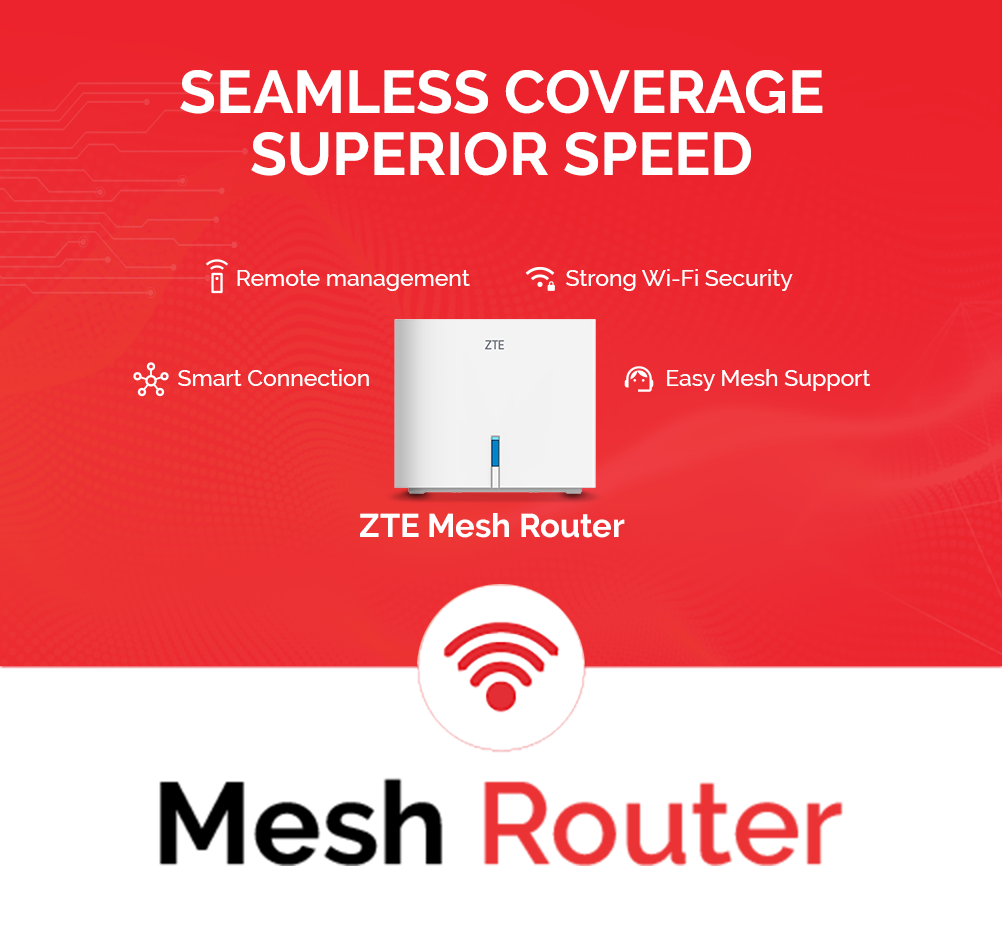 SEAMLESS COVERAGE
SUPERIOR SPEED
Remote management
Strong Wi-Fi Security
ZTE
Smart Connection
Easy Mesh Support
ZTE Mesh Router
Mesh Router